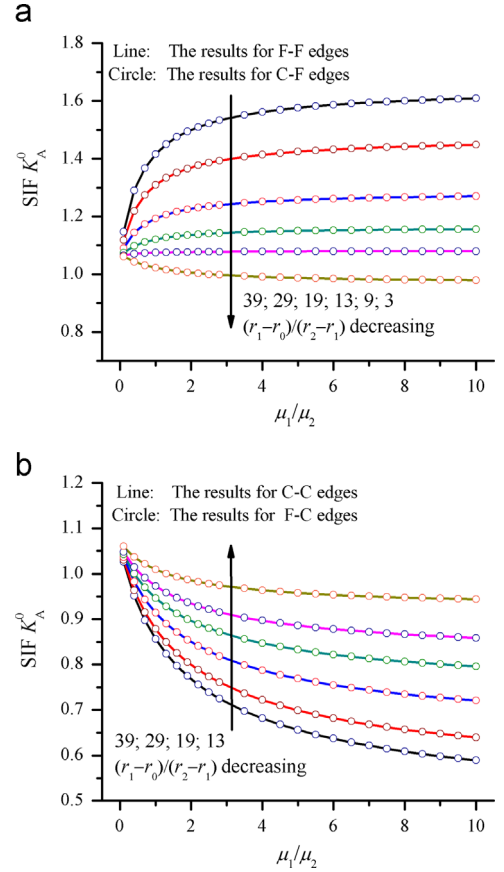 a
1.8
Line: The results for F-F edges
Circle: The results for C-F edges
1.6
1.4
SIF K_A^0
1.2
1.0
39; 29; 19; 13; 9; 3
(r₁–r₀)/(r₂–r₁) decreasing
0.8
0 2 4 6 8 10
μ₁/μ₂
b
1.2
Line: The results for C-C edges
Circle: The results for F-C edges
1.1
1.0
0.9
SIF K_A^0
0.8
0.7
39; 29; 19; 13
(r₁–r₀)/(r₂–r₁) decreasing
0.6
0.5
0 2 4 6 8 10
μ₁/μ₂